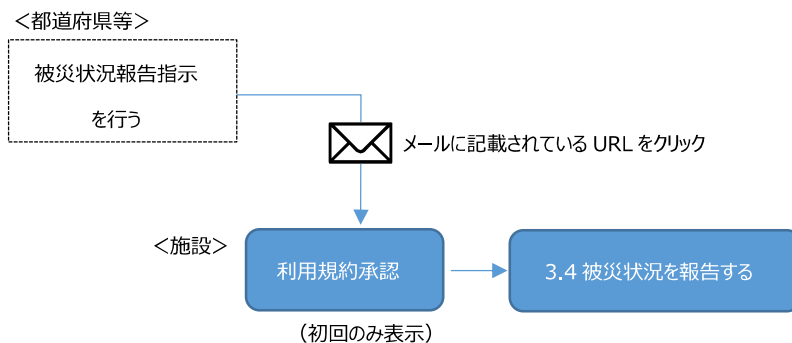 ＜都道府県等＞
被災状況報告指示
を行う
メールに記載されている URL をクリック
＜施設＞
利用規約承認
3.4 被災状況を報告する
（初回のみ表示）